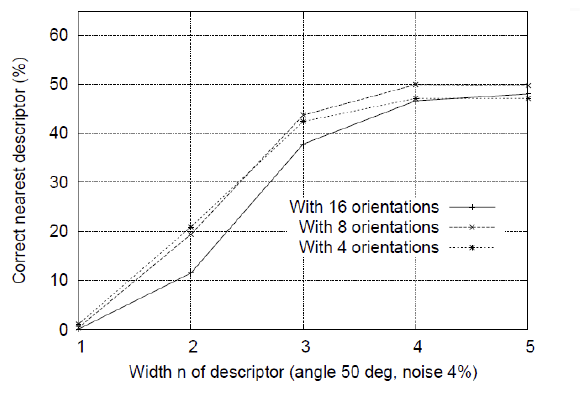 60
50
40
30
20
10
0
Correct nearest descriptor (%)
With 16 orientations
With 8 orientations
With 4 orientations
1 2 3 4 5
Width n of descriptor (angle 50 deg, noise 4%)